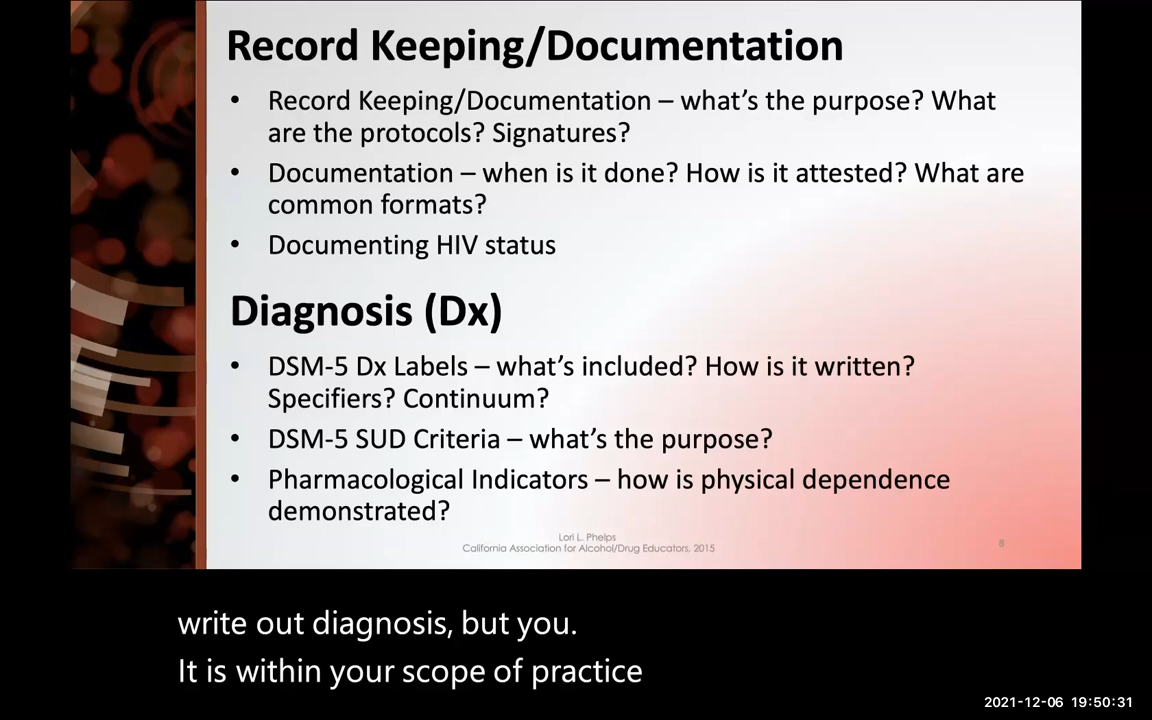 Record Keeping/Documentation
• Record Keeping/Documentation – what's the purpose? What
are the protocols? Signatures?
• Documentation – when is it done? How is it attested? What are
common formats?
• Documenting HIV status
Diagnosis (Dx)
• DSM-5 Dx Labels – what's included? How is it written?
Specifiers? Continuum?
• DSM-5 SUD Criteria – what's the purpose?
• Pharmacological Indicators – how is physical dependence
demonstrated?
Lori L. Phelps
California Association for Alcohol/Drug Educators, 2015
8
write out diagnosis, but you.
It is within your scope of practice
2021-12-06 19:50:31